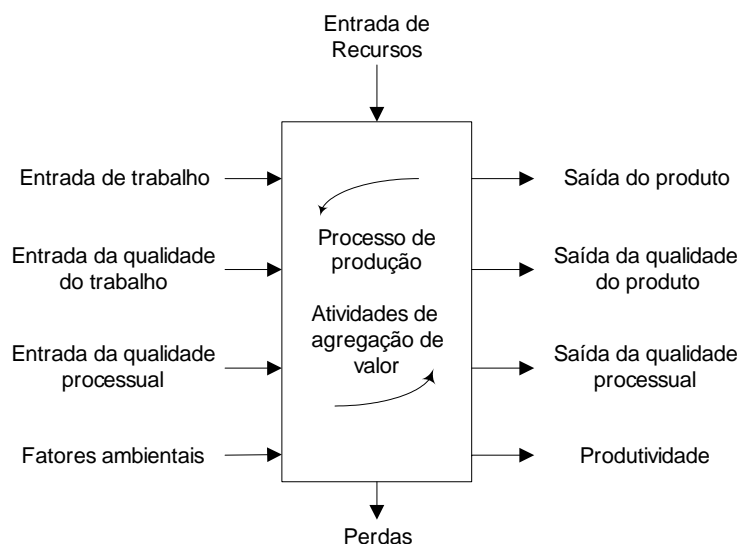 Entrada de
Recursos
Entrada de trabalho
Saída do produto
Processo de
produção
Entrada da qualidade
do trabalho
Saída da qualidade
do produto
Atividades de
agregação de
valor
Entrada da qualidade
processual
Saída da qualidade
processual
Fatores ambientais
Produtividade
Perdas